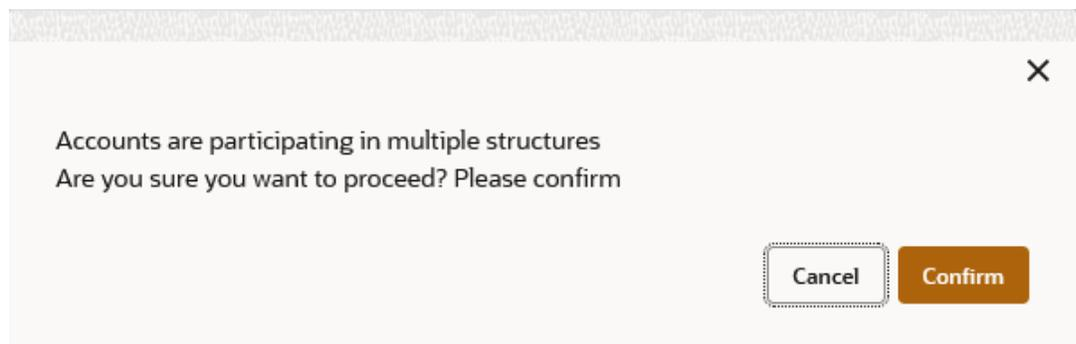 Accounts are participating in multiple structures
Are you sure you want to proceed? Please confirm
Cancel Confirm